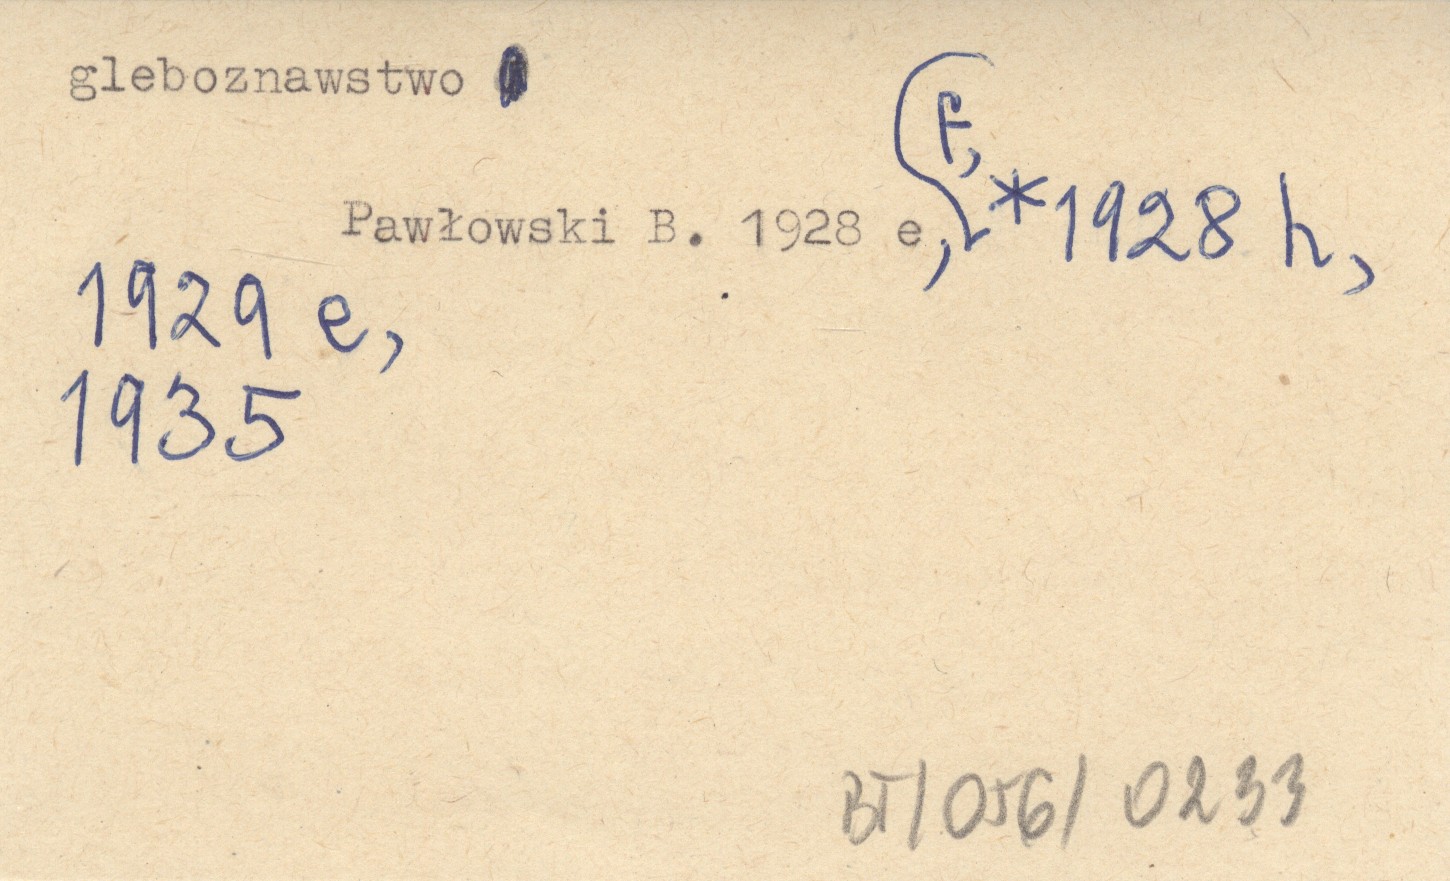 gleboznawstwo
Pawłowski B. 1928 e, f, *1928 h,
1929 e,
1935
BT/056/0233